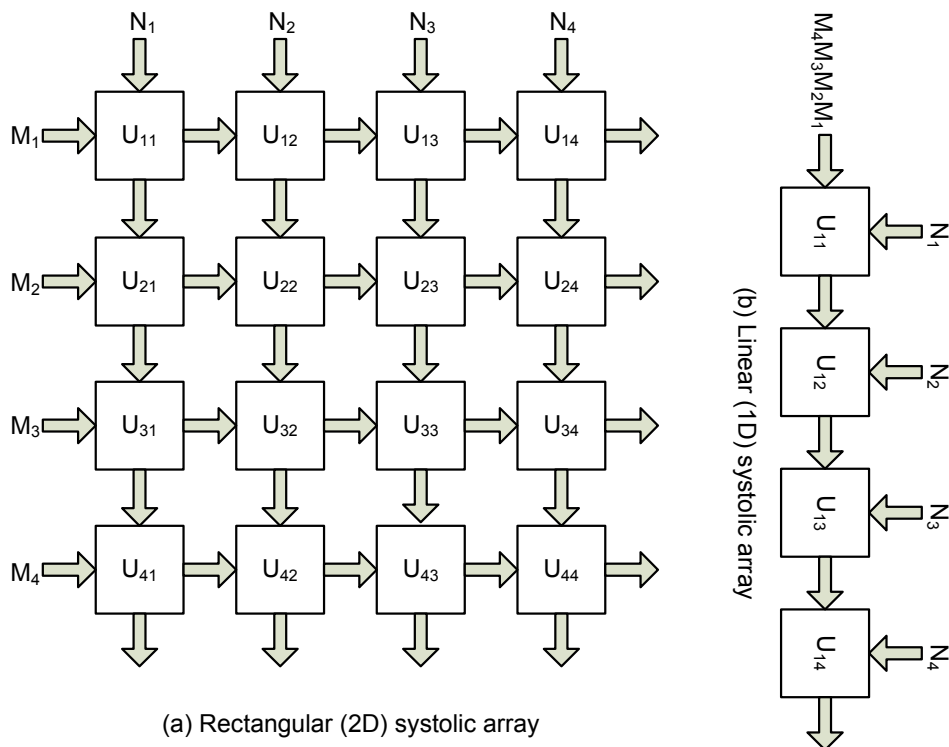 N₁ N₂ N₃ N₄
M₁ U₁₁ U₁₂ U₁₃ U₁₄
M₂ U₂₁ U₂₂ U₂₃ U₂₄
M₃ U₃₁ U₃₂ U₃₃ U₃₄
M₄ U₄₁ U₄₂ U₄₃ U₄₄
(a) Rectangular (2D) systolic array
M₄M₃M₂M₁
U₁₁ N₁
U₁₂ N₂
U₁₃ N₃
U₁₄ N₄
(b) Linear (1D) systolic array